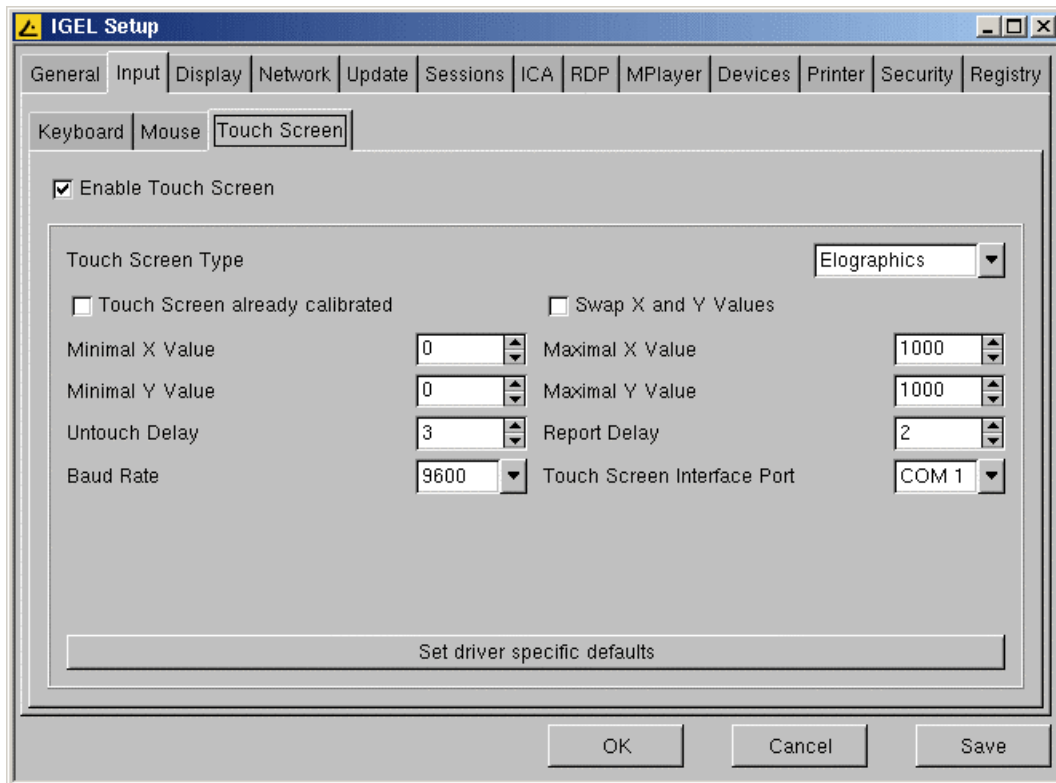 IGEL Setup
General Input Display Network Update Sessions ICA RDP MPlayer Devices Printer Security Registry
Keyboard Mouse Touch Screen
Enable Touch Screen
Touch Screen Type Elographics
Touch Screen already calibrated Swap X and Y Values
Minimal X Value 0 Maximal X Value 1000
Minimal Y Value 0 Maximal Y Value 1000
Untouch Delay 3 Report Delay 2
Baud Rate 9600 Touch Screen Interface Port COM 1
Set driver specific defaults
OK Cancel Save